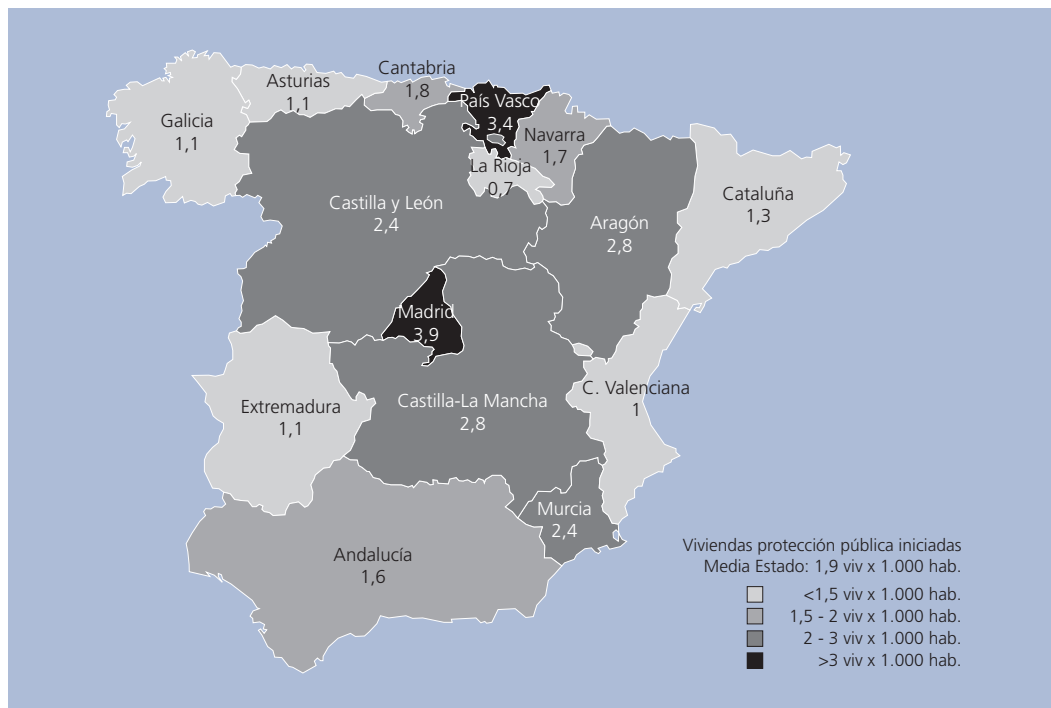 Cantabria
1,8
Asturias
1,1
País Vasco
3,4
Galicia
1,1
Navarra
1,7
La Rioja
0,7
Castilla y León
2,4
Aragón
2,8
Cataluña
1,3
Madrid
3,9
C. Valenciana
1
Castilla-La Mancha
2,8
Extremadura
1,1
Murcia
2,4
Andalucía
1,6
Viviendas protección pública iniciadas
Media Estado: 1,9 viv x 1.000 hab.
<1,5 viv x 1.000 hab.
1,5 - 2 viv x 1.000 hab.
2 - 3 viv x 1.000 hab.
>3 viv x 1.000 hab.